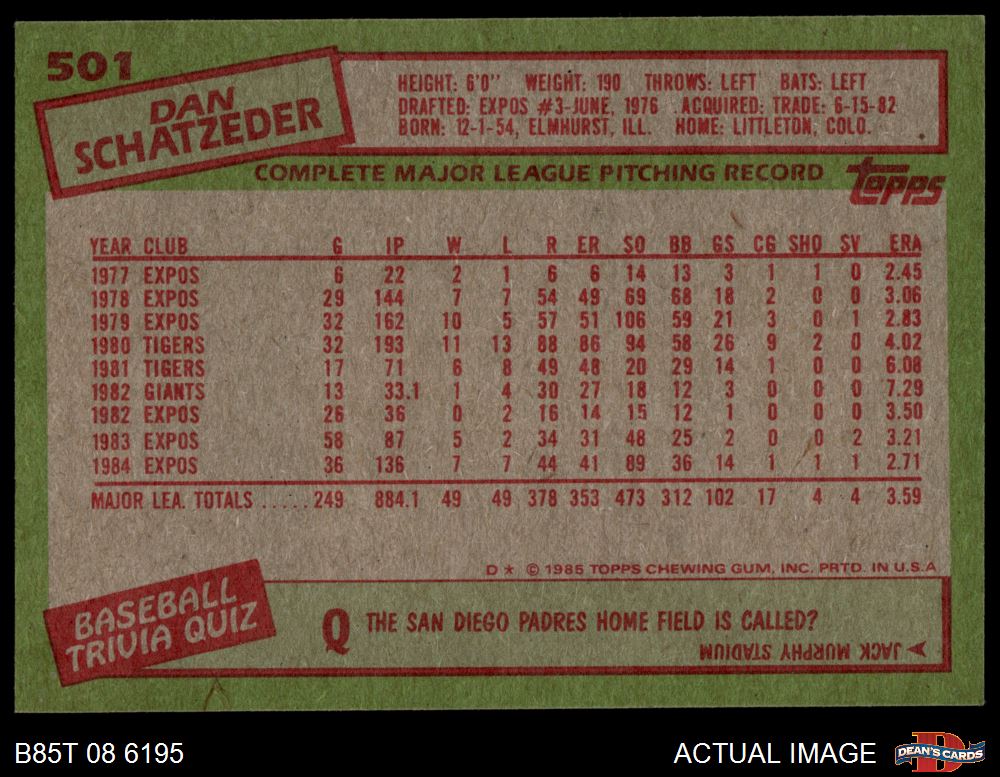 501
DAN
SCHATZEDER
HEIGHT: 6'0" WEIGHT: 190 THROWS: LEFT BATS: LEFT
DRAFTED: EXPOS #3-JUNE, 1976 ACQUIRED: TRADE: 6-15-82
BORN: 12-1-54, ELMHURST, ILL. HOME: LITTLETON, COLO.
COMPLETE MAJOR LEAGUE PITCHING RECORD
topps
YEAR CLUB G IP W L R ER SO BB GS CG SHO SV ERA
1977 EXPOS 6 22 2 1 6 6 14 13 3 1 1 0 2.45
1978 EXPOS 29 144 7 7 54 49 69 68 18 2 0 0 3.06
1979 EXPOS 32 162 10 5 57 51 106 59 21 3 0 1 2.83
1980 TIGERS 32 193 11 13 88 86 94 58 26 9 2 0 4.02
1981 TIGERS 17 71 6 8 49 48 20 29 14 1 0 0 6.08
1982 GIANTS 13 33.1 1 4 30 27 18 12 3 0 0 0 7.29
1982 EXPOS 26 36 0 2 16 14 15 12 1 0 0 0 3.50
1983 EXPOS 58 87 5 2 34 31 48 25 2 0 0 2 3.21
1984 EXPOS 36 136 7 7 44 41 89 36 14 1 1 1 2.71
MAJOR LEA. TOTALS ..... 249 884.1 49 49 378 353 473 312 102 17 4 4 3.59
D * © 1985 TOPPS CHEWING GUM, INC. PRTD. IN U.S.A.
BASEBALL
TRIVIA QUIZ
Q THE SAN DIEGO PADRES HOME FIELD IS CALLED?
JACK MURPHY STADIUM
B85T 08 6195
ACTUAL IMAGE
D
DEAN'S CARDS